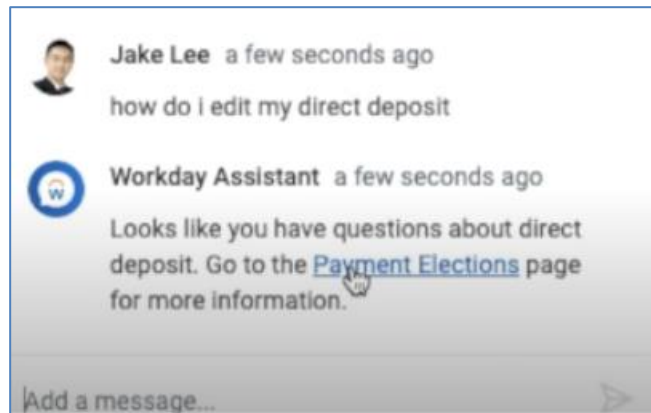 Jake Lee a few seconds ago
how do i edit my direct deposit
Workday Assistant a few seconds ago
Looks like you have questions about direct
deposit. Go to the Payment Elections page
for more information.
Add a message...